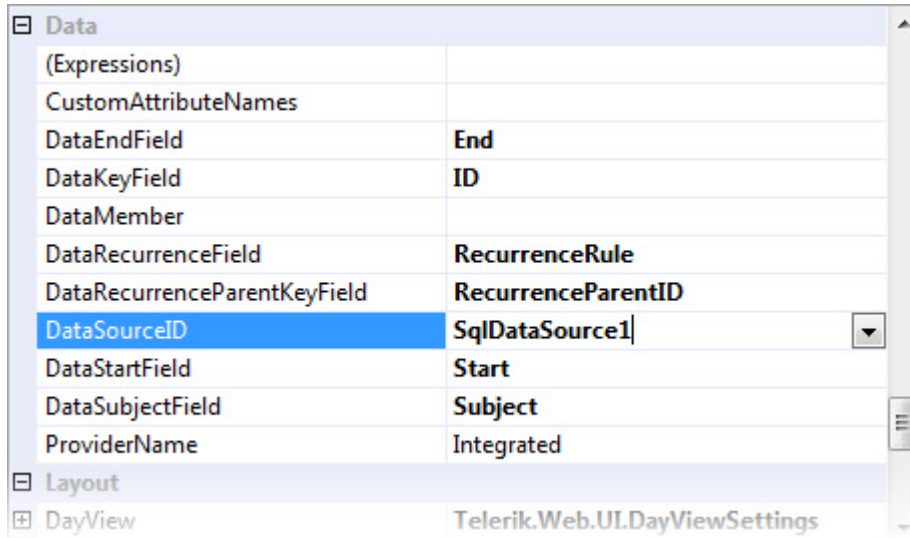 Data
(Expressions)
CustomAttributeNames
DataEndField End
DataKeyField ID
DataMember
DataRecurrenceField RecurrenceRule
DataRecurrenceParentKeyField RecurrenceParentID
DataSourceID SqlDataSource1
DataStartField Start
DataSubjectField Subject
ProviderName Integrated
Layout
DayView Telerik.Web.UI.DayViewSettings